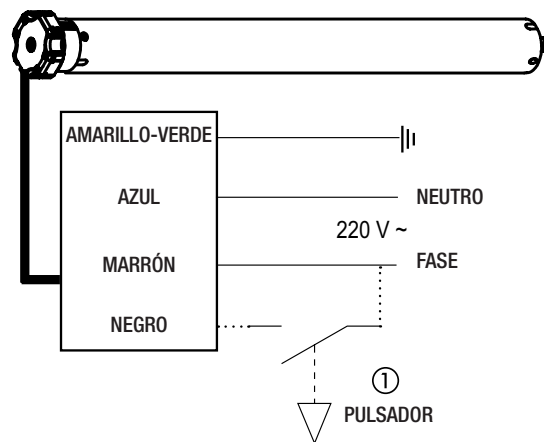 AMARILLO-VERDE
AZUL
NEUTRO
220 V ~
MARRÓN
FASE
NEGRO
①
PULSADOR